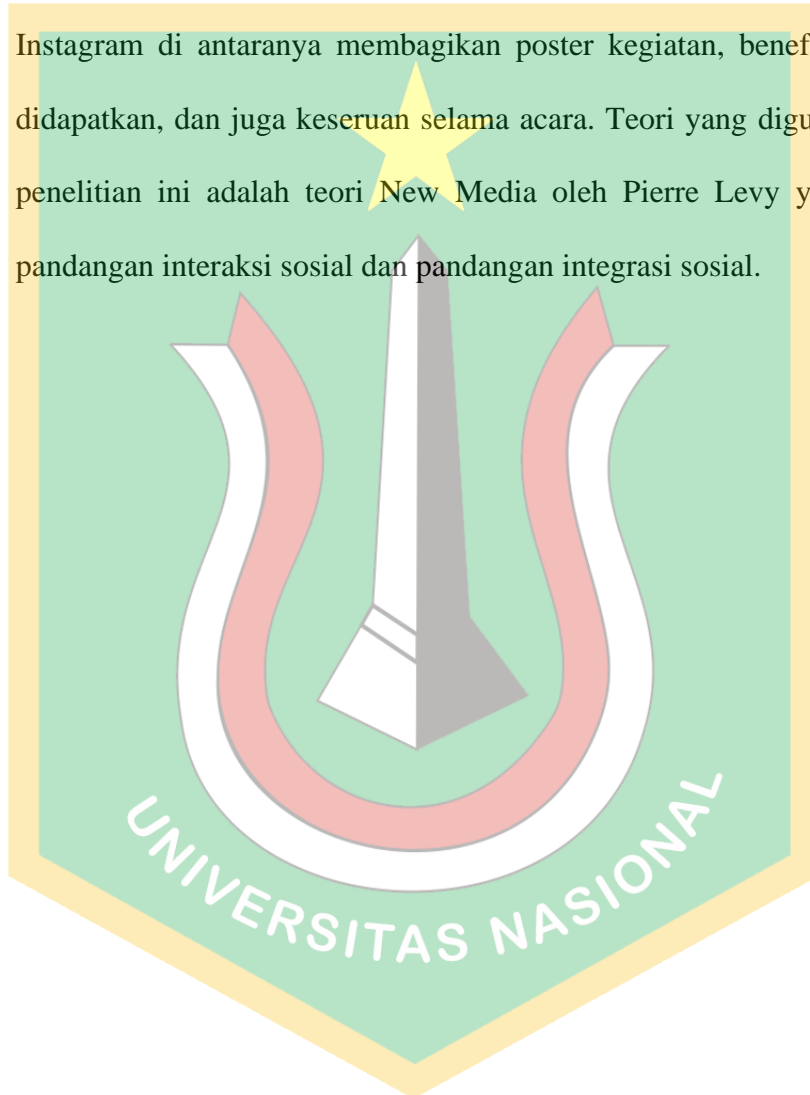 Instagram di antaranya membagikan poster kegiatan, benef
didapatkan, dan juga keseruan selama acara. Teori yang digu
penelitian ini adalah teori New Media oleh Pierre Levy y
pandangan interaksi sosial dan pandangan integrasi sosial.
UNIVERSITAS NASIONAL